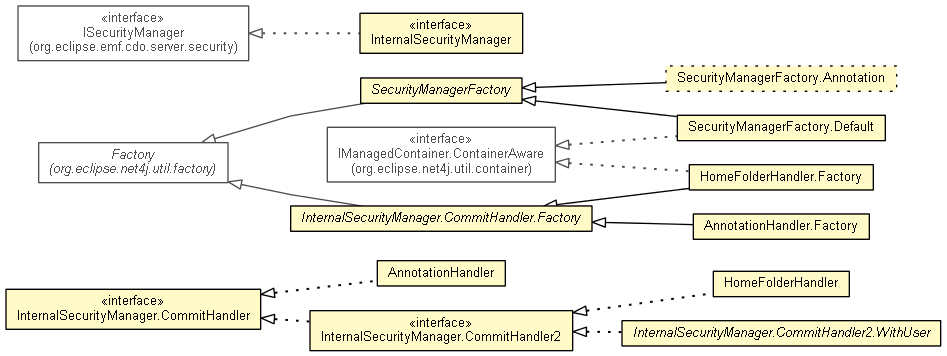 «interface»
ISecurityManager
(org.eclipse.emf.cdo.server.security)
«interface»
InternalSecurityManager
SecurityManagerFactory
SecurityManagerFactory.Annotation
SecurityManagerFactory.Default
Factory
(org.eclipse.net4j.util.factory)
«interface»
IManagedContainer.ContainerAware
(org.eclipse.net4j.util.container)
HomeFolderHandler.Factory
InternalSecurityManager.CommitHandler.Factory
AnnotationHandler.Factory
AnnotationHandler
HomeFolderHandler
«interface»
InternalSecurityManager.CommitHandler
«interface»
InternalSecurityManager.CommitHandler2
InternalSecurityManager.CommitHandler2.WithUser